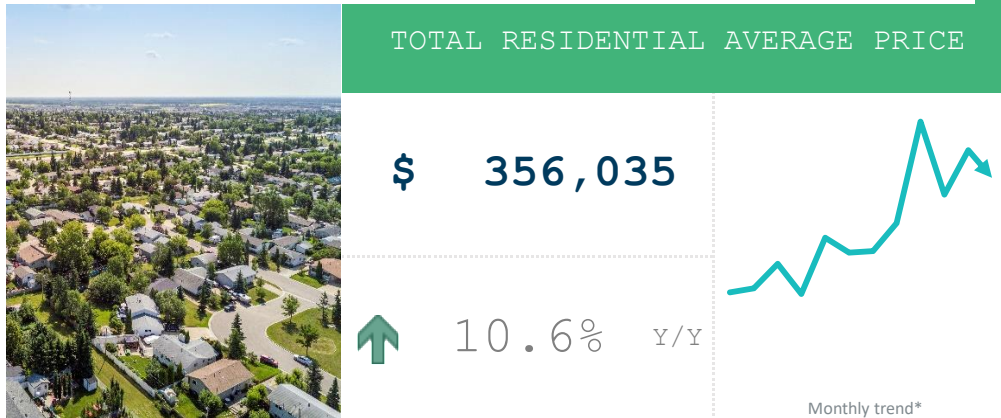 TOTAL RESIDENTIAL AVERAGE PRICE
$ 356,035
10.6% Y/Y
Monthly trend*